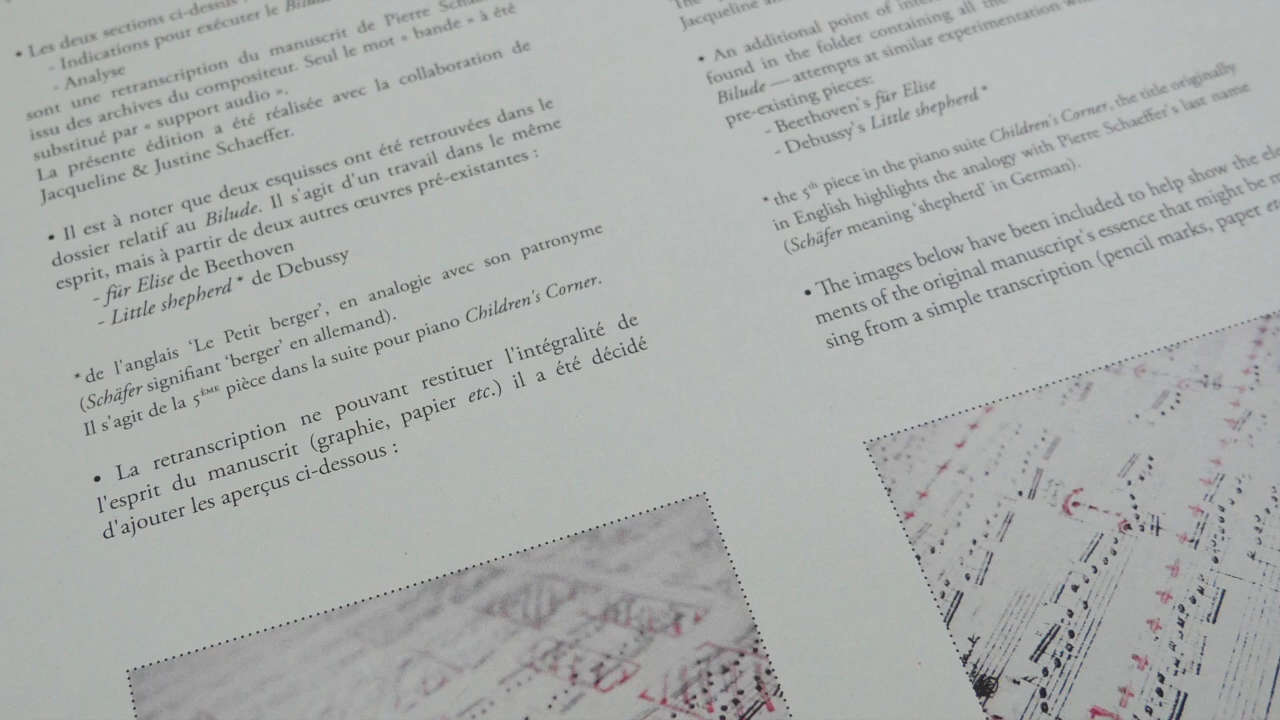 • Les deux sections ci-dessus :
- Indications pour exécuter le Bilude
- Analyse
sont une retranscription du manuscrit de Pierre
issu des archives du compositeur. Seul le mot « bande » a été
substitué par « support audio ».
La présente édition a été réalisée avec la collaboration de
Jacqueline & Justine Schaeffer.
• Il est à noter que deux esquisses ont été retrouvées dans le
dossier relatif au Bilude. Il s'agit d'un travail dans le même
esprit, mais à partir de deux autres œuvres pré-existantes :
- für Elise de Beethoven
- Little shepherd * de Debussy
* de l'anglais ‘Le Petit berger’, en analogie avec son patronyme
(Schäfer signifiant ‘berger’ en allemand).
Il s'agit de la 5ÈME pièce dans la suite pour piano Children's Corner.
• La retranscription ne pouvant restituer l'intégralité de
l'esprit du manuscrit (graphie, papier etc.) il a été décidé
d'ajouter les aperçus ci-dessous :
Jacqueline
• An additional point of
found in the folder containing all the
Bilude — attempts at similar experimentation
pre-existing pieces:
- Beethoven's für Elise
- Debussy's Little shepherd *
* the 5th piece in the piano suite Children's Corner, the title originally
in English highlights the analogy with Pierre Schaeffer's last name
(Schäfer meaning ‘shepherd’ in German).
• The images below have been included to help show the
ments of the original manuscript's essence that might be
sing from a simple transcription (pencil marks, paper